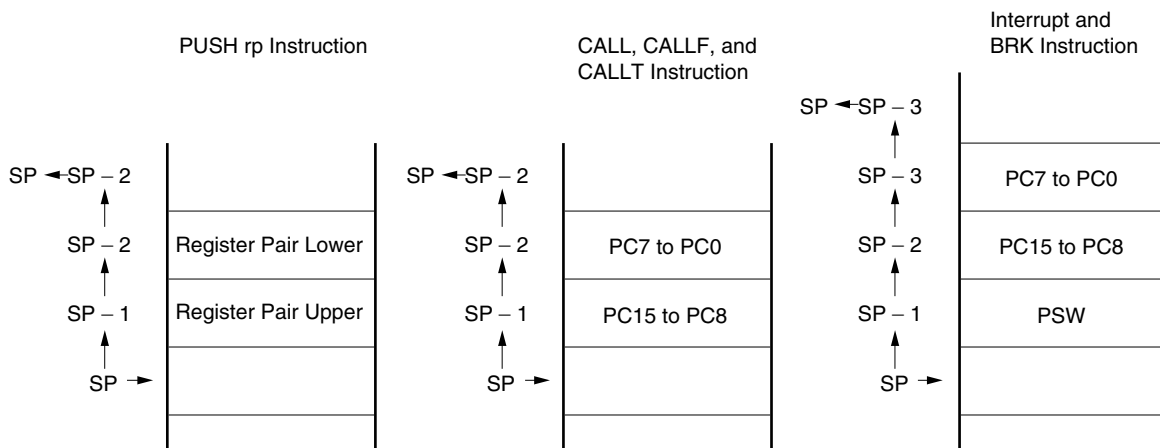 PUSH rp Instruction
SP SP – 2
SP – 2 Register Pair Lower
SP – 1 Register Pair Upper
SP
CALL, CALLF, and
CALLT Instruction
SP SP – 2
SP – 2 PC7 to PC0
SP – 1 PC15 to PC8
SP
Interrupt and
BRK Instruction
SP SP – 3
SP – 3 PC7 to PC0
SP – 2 PC15 to PC8
SP – 1 PSW
SP